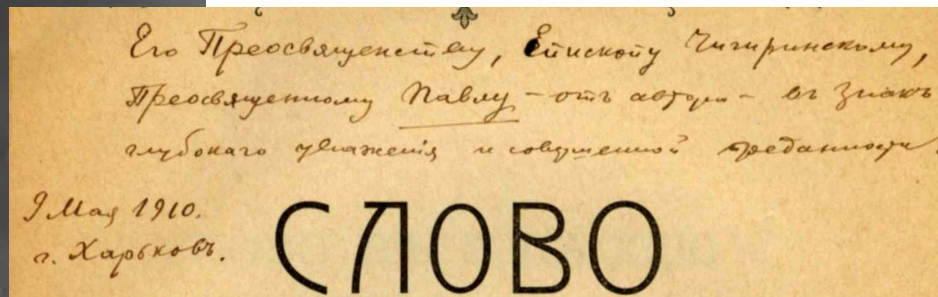 Его Преосвященству, Епископу Чигиринскому,
Преосвященному Павлу – отъ автора – въ знакъ
глубокаго уваженія и совершенной преданности.
9 Мая 1910.
г. Харьковъ.
СЛОВО